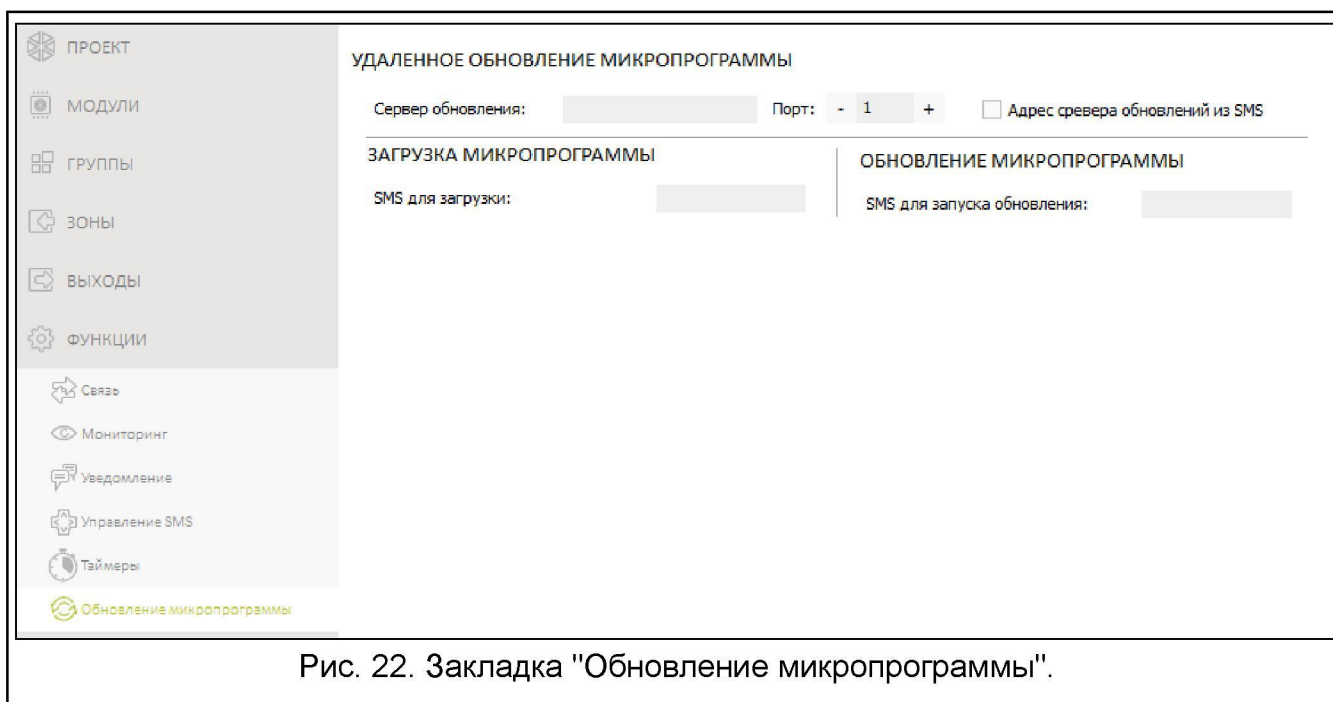 ПРОЕКТ
МОДУЛИ
ГРУППЫ
ЗОНЫ
ВЫХОДЫ
ФУНКЦИИ
Связь
Мониторинг
Уведомление
Управление SMS
Таймеры
Обновление микропрограммы
УДАЛЕННОЕ ОБНОВЛЕНИЕ МИКРОПРОГРАММЫ
Сервер обновления: Порт: - 1 + Адрес сревера обновлений из SMS
ЗАГРУЗКА МИКРОПРОГРАММЫ
SMS для загрузки:
ОБНОВЛЕНИЕ МИКРОПРОГРАММЫ
SMS для запуска обновления:
Рис. 22. Закладка "Обновление микропрограммы".